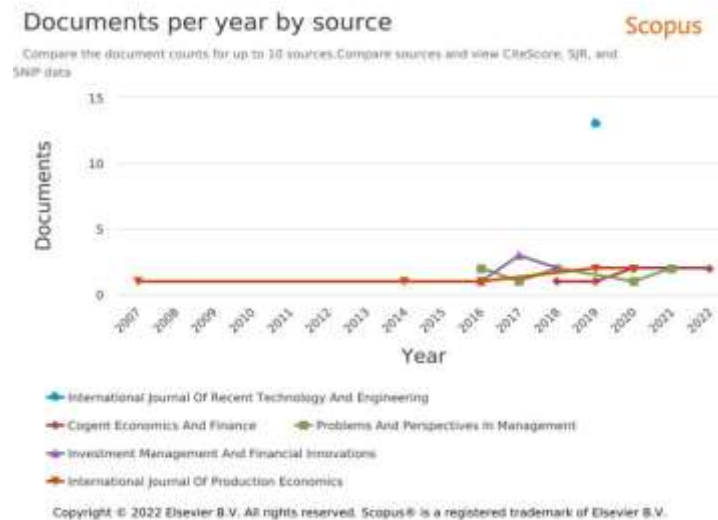 Documents per year by source
Scopus
Compare the document counts for up to 10 sources.Compare sources and view CiteScore, SJR, and
SNIP data
15
10
5
0
Documents
2007 2008 2009 2010 2011 2012 2013 2014 2015 2016 2017 2018 2019 2020 2021 2022
Year
International Journal Of Recent Technology And Engineering
Cogent Economics And Finance Problems And Perspectives In Management
Investment Management And Financial Innovations
International Journal Of Production Economics
Copyright © 2022 Elsevier B.V. All rights reserved. Scopus® is a registered trademark of Elsevier B.V.